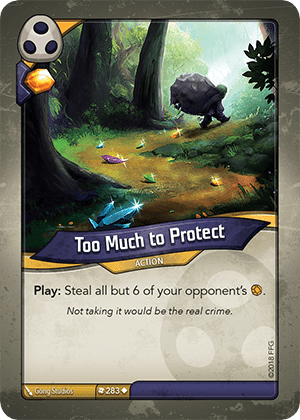 Too Much to Protect
ACTION
Play: Steal all but 6 of your opponent's
Not taking it would be the real crime.
©2018 FFG
Gong Studios
283